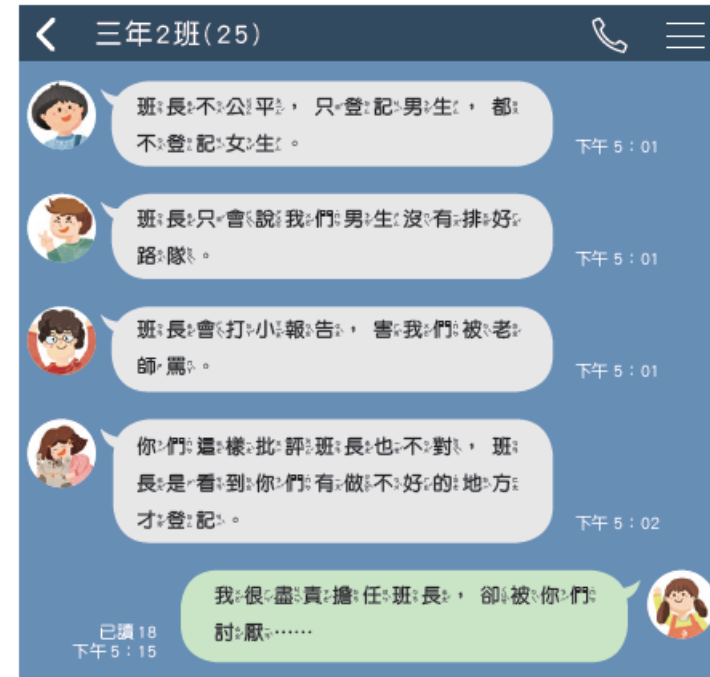 三年2班(25)
班長不公平，只登記男生，都
不登記女生。
下午 5：01
班長只會說我們男生沒有排好
路隊。
下午 5：01
班長會打小報告，害我們被老
師罵。
下午 5：01
你們這樣批評班長也不對，班
長是看到你們有做不好的地方
才登記。
下午 5：02
我很盡責擔任班長，卻被你們
討厭……
已讀 18
下午 5：15